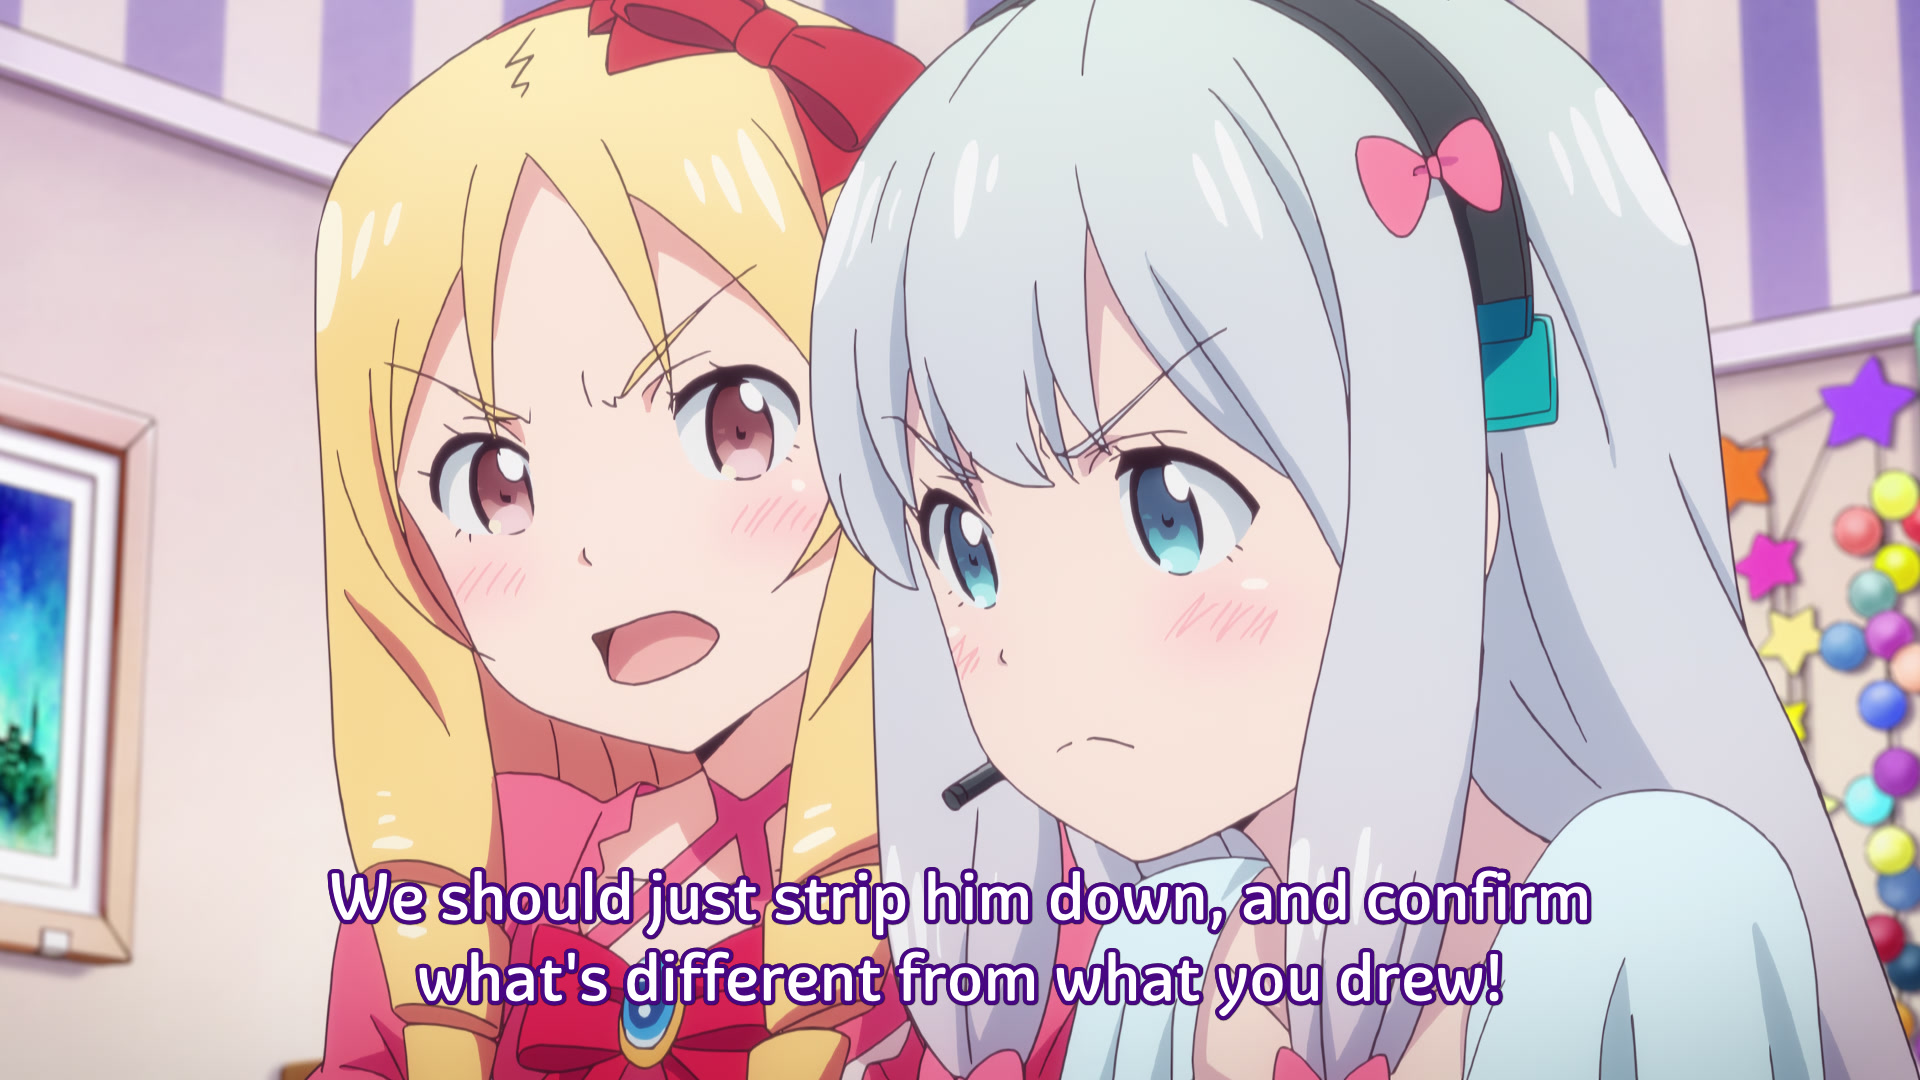 We should just strip him down, and confirm
what's different from what you drew!